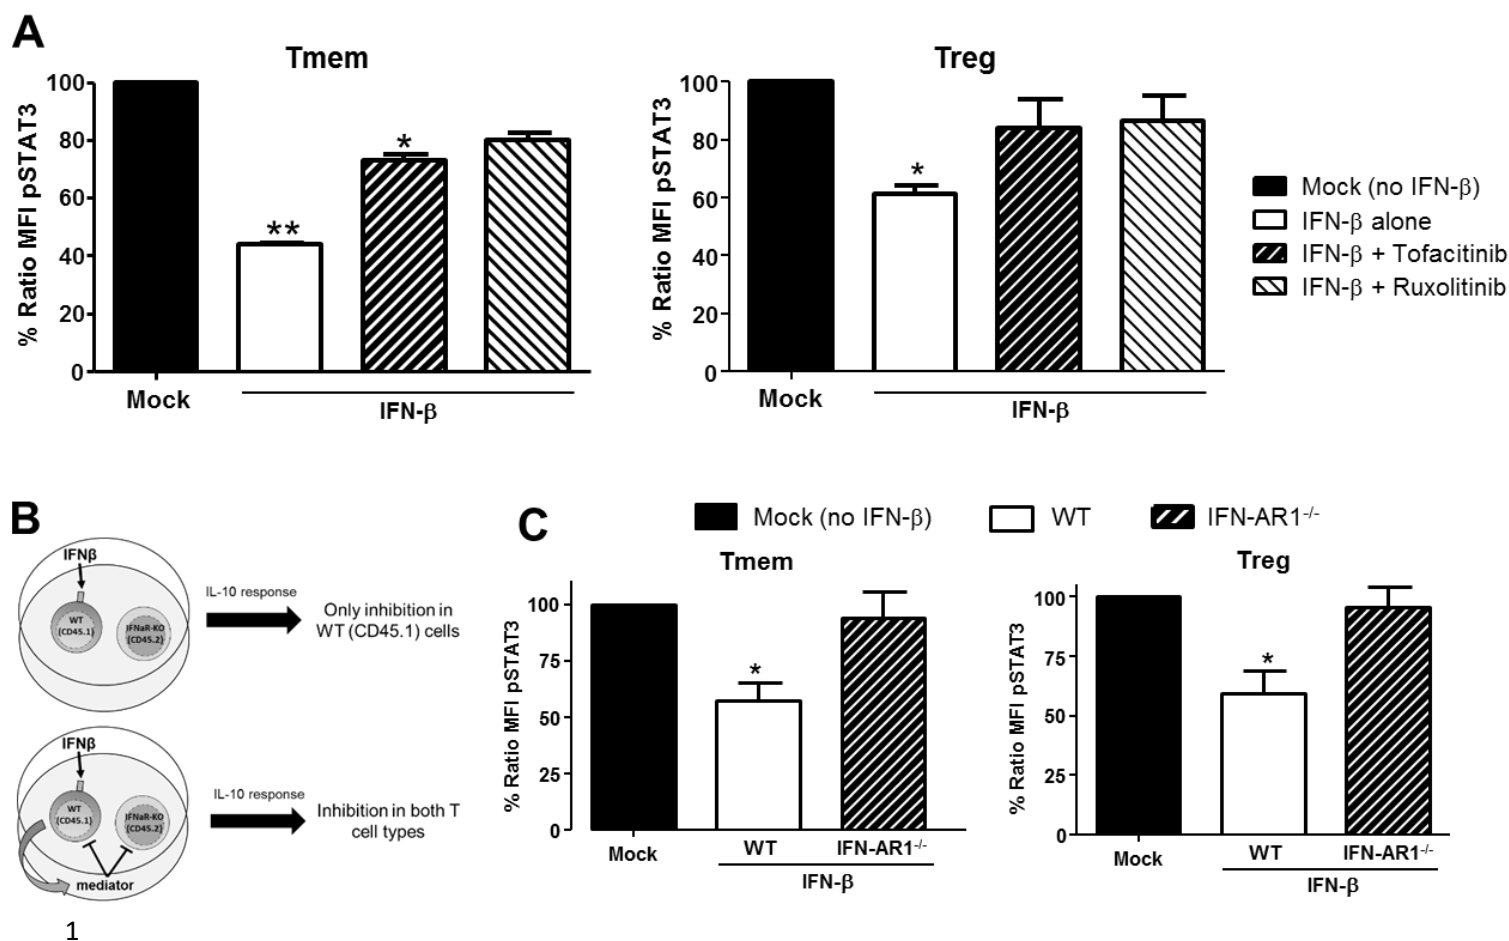 A
Tmem
Treg
% Ratio MFI pSTAT3
100
80
60
40
20
0
**
*
Mock
IFN-β
% Ratio MFI pSTAT3
100
80
60
40
20
0
*
Mock
IFN-β
Mock (no IFN-β)
IFN-β alone
IFN-β + Tofacitinib
IFN-β + Ruxolitinib
B
IFNβ
WT
(CD45.1)
IFNaR-KO
(CD45.2)
IL-10 response
Only inhibition in
WT (CD45.1) cells
IFNβ
WT
(CD45.1)
IFNaR-KO
(CD45.2)
mediator
IL-10 response
Inhibition in both T
cell types
1
C
Mock (no IFN-β)
WT
IFN-AR1-/-
Tmem
% Ratio MFI pSTAT3
100
75
50
25
0
*
Mock
WT
IFN-AR1-/-
IFN-β
Treg
% Ratio MFI pSTAT3
100
75
50
25
0
*
Mock
WT
IFN-AR1-/-
IFN-β